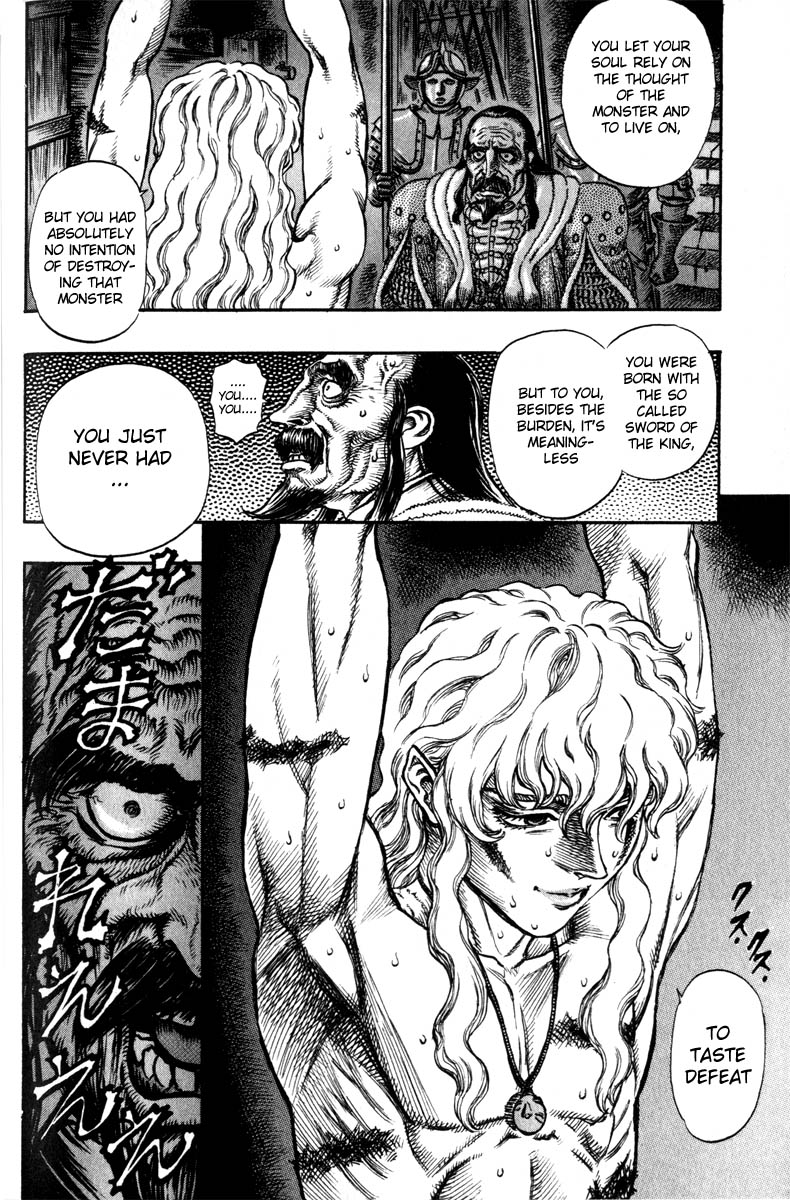 YOU LET YOUR
SOUL RELY ON
THE THOUGHT
OF THE
MONSTER AND
TO LIVE ON,
BUT YOU HAD
ABSOLUTELY
NO INTENTION
OF DESTROY-
ING THAT
MONSTER
YOU WERE
BORN WITH
THE SO
CALLED
SWORD OF
THE KING,
BUT TO YOU,
BESIDES THE
BURDEN, IT'S
MEANING-
LESS
....
YOU....
YOU....
YOU JUST
NEVER HAD
...
クスクス
TO
TASTE
DEFEAT
だまれえんえんん